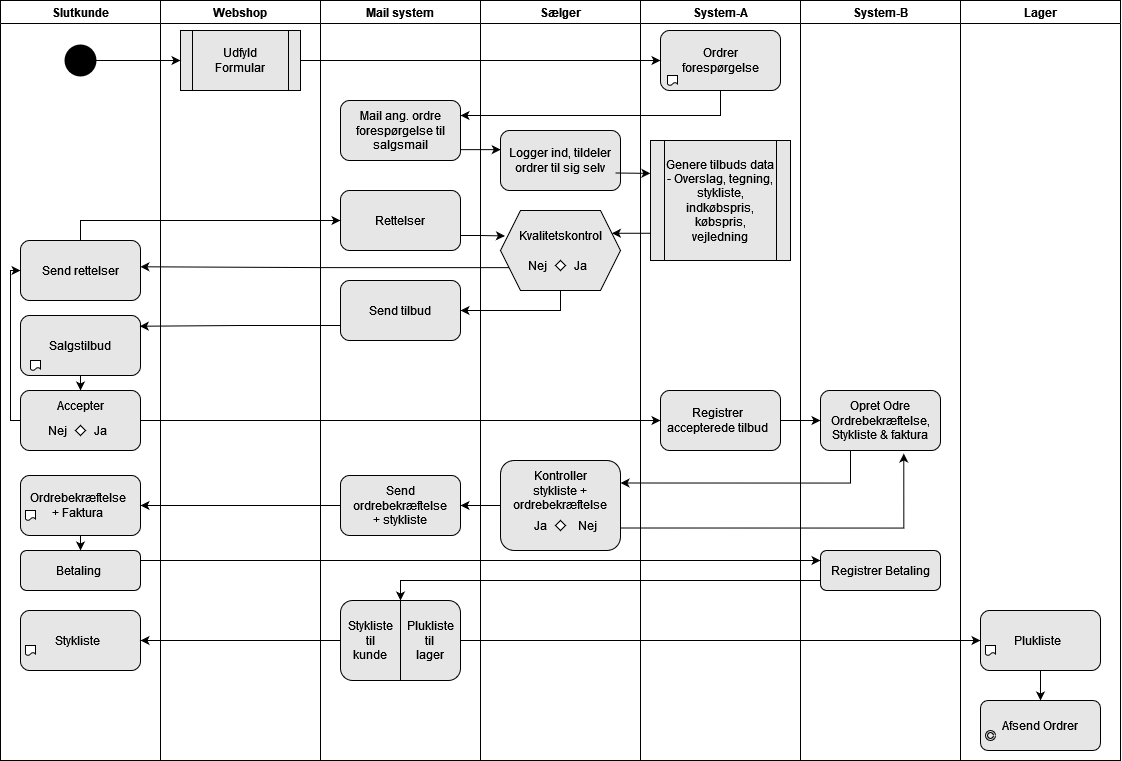 Slutkunde
Webshop
Mail system
Sælger
System-A
System-B
Lager
Udfyld
Formular
Ordrer
forespørgelse
Mail ang. ordre
forespørgelse til
salgsmail
Logger ind, tildeler
ordrer til sig selv
Genere tilbuds data
- Overslag, tegning,
stykliste,
indkøbspris,
købspris,
vejledning
Rettelser
Kvalitetskontrol
Nej Ja
Send rettelser
Send tilbud
Salgstilbud
Accepter
Nej Ja
Registrer
accepterede tilbud
Opret Odre
Ordrebekræftelse,
Stykliste & faktura
Kontroller
stykliste +
ordrebekræftelse
Ja Nej
Send
ordrebekræftelse
+ stykliste
Ordrebekræftelse
+ Faktura
Betaling
Registrer Betaling
Stykliste
til
kunde
Plukliste
til
lager
Stykliste
Plukliste
Afsend Ordrer